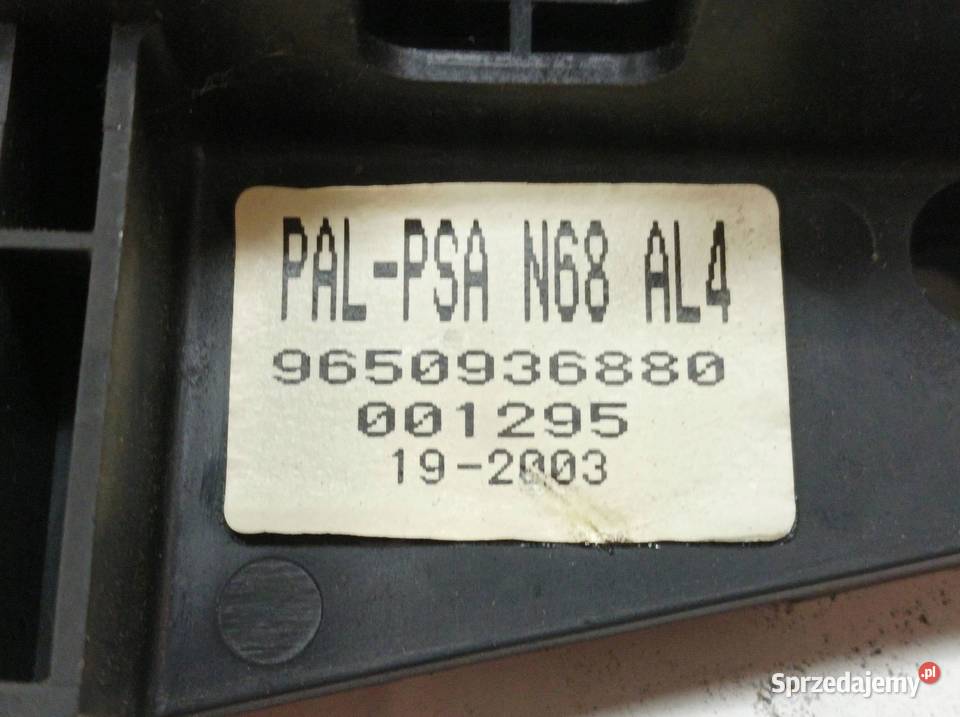 PAL-PSA N68 AL4
9650936880
001295
19-2003
Sprzedajemy.pl